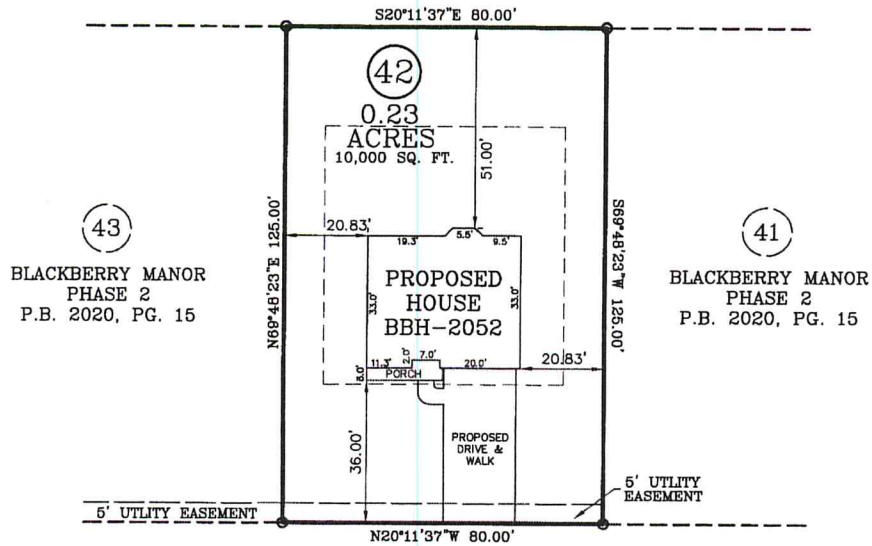 S20°11'37"E 80.00'
42
0.23
ACRES
10,000 SQ. FT.
51.00'
43
BLACKBERRY MANOR
PHASE 2
P.B. 2020, PG. 15
N69°48'23"E 125.00'
20.83'
19.3'
5.5'
9.5'
S69°48'23"W 125.00'
41
BLACKBERRY MANOR
PHASE 2
P.B. 2020, PG. 15
33.0'
PROPOSED
HOUSE
BBH-2052
33.0'
11.3'
2.0'
7.0'
20.0'
20.83'
PORCH
36.00'
PROPOSED
DRIVE &
WALK
5' UTLITY
EASEMENT
5' UTLITY EASEMENT
N20°11'37"W 80.00'